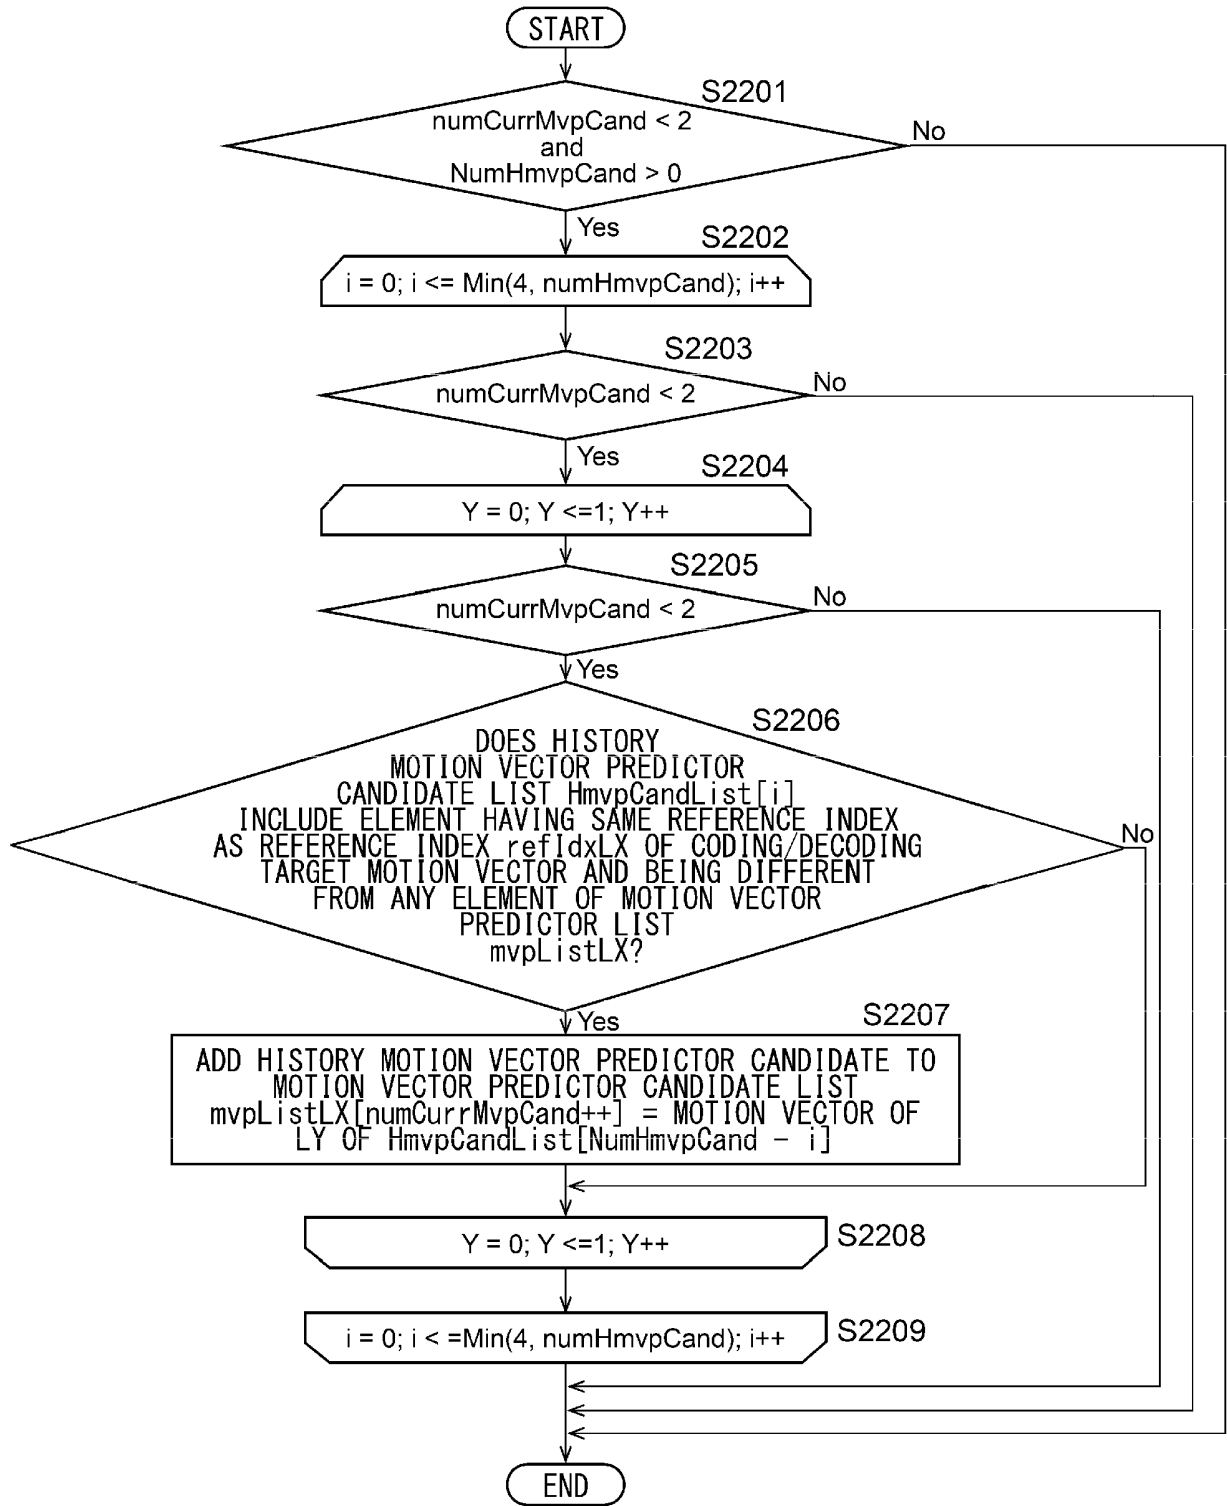 START
S2201
numCurrMvpCand < 2
and
NumHmvpCand > 0
No
Yes
S2202
i = 0; i <= Min(4, numHmvpCand); i++
S2203
numCurrMvpCand < 2
No
Yes
S2204
Y = 0; Y <=1; Y++
S2205
numCurrMvpCand < 2
No
Yes
S2206
DOES HISTORY
MOTION VECTOR PREDICTOR
CANDIDATE LIST HmvpCandList[i]
INCLUDE ELEMENT HAVING SAME REFERENCE INDEX
AS REFERENCE INDEX refIdxLX OF CODING/DECODING
TARGET MOTION VECTOR AND BEING DIFFERENT
FROM ANY ELEMENT OF MOTION VECTOR
PREDICTOR LIST
mvpListLX?
No
Yes
S2207
ADD HISTORY MOTION VECTOR PREDICTOR CANDIDATE TO
MOTION VECTOR PREDICTOR CANDIDATE LIST
mvpListLX[numCurrMvpCand++] = MOTION VECTOR OF
LY OF HmvpCandList[NumHmvpCand - i]
Y = 0; Y <=1; Y++
S2208
i = 0; i < =Min(4, numHmvpCand); i++
S2209
END